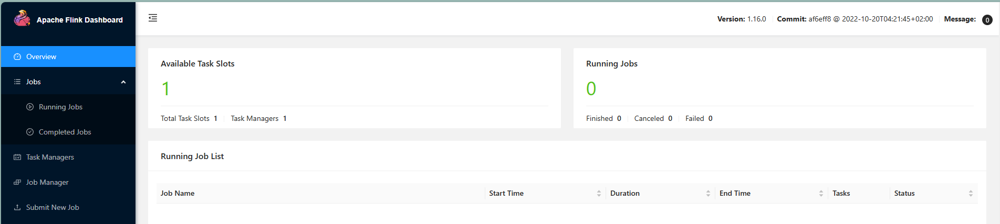 Apache Flink Dashboard
Version: 1.16.0 Commit: af6eff8 @ 2022-10-20T04:21:45+02:00 Message: 0
Overview
Jobs
Running Jobs
Completed Jobs
Task Managers
Job Manager
Submit New Job
Available Task Slots
1
Total Task Slots 1 Task Managers 1
Running Jobs
0
Finished 0 Canceled 0 Failed 0
Running Job List
Job Name Start Time Duration End Time Tasks Status